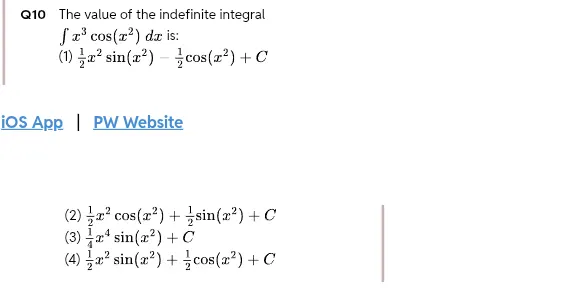 Q10 The value of the indefinite integral
∫ x³ cos(x²) dx is:
(1) ½x² sin(x²) − ½cos(x²) + C
iOS App | PW Website
(2) ½x² cos(x²) + ½sin(x²) + C
(3) ¼x⁴ sin(x²) + C
(4) ½x² sin(x²) + ½cos(x²) + C